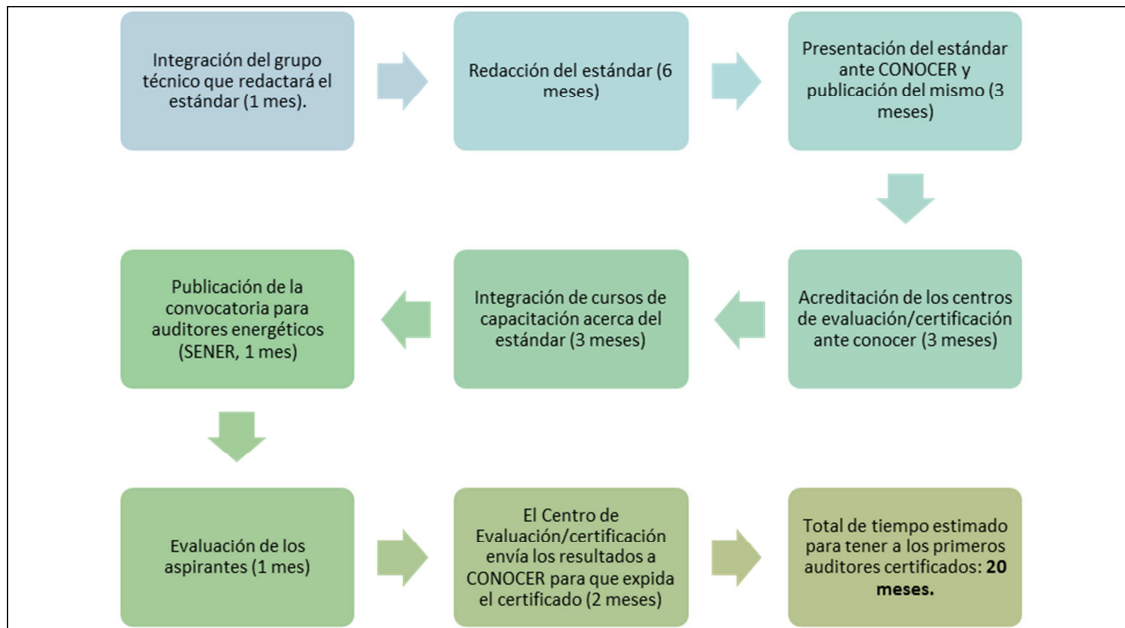 Integración del grupo
técnico que redactará el
estándar (1 mes).
Redacción del estándar (6
meses)
Presentación del estándar
ante CONOCER y
publicación del mismo (3
meses)
Acreditación de los centros
de evaluación/certificación
ante conocer (3 meses)
Integración de cursos de
capacitación acerca del
estándar (3 meses)
Publicación de la
convocatoria para
auditores energéticos
(SENER, 1 mes)
Evaluación de los
aspirantes (1 mes)
El Centro de
Evaluación/certificación
envía los resultados a
CONOCER para que expida
el certificado (2 meses)
Total de tiempo estimado
para tener a los primeros
auditores certificados: 20
meses.